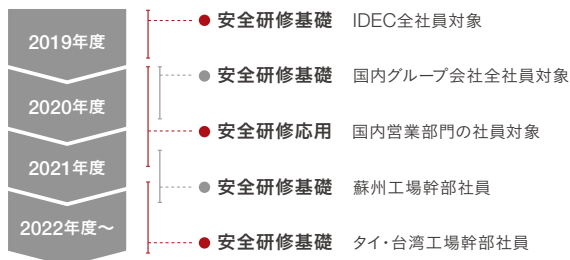 2019年度
安全研修基礎 IDEC全社員対象
安全研修基礎 国内グループ会社全社員対象
2020年度
安全研修応用 国内営業部門の社員対象
2021年度
安全研修基礎 蘇州工場幹部社員
2022年度～
安全研修基礎 タイ・台湾工場幹部社員